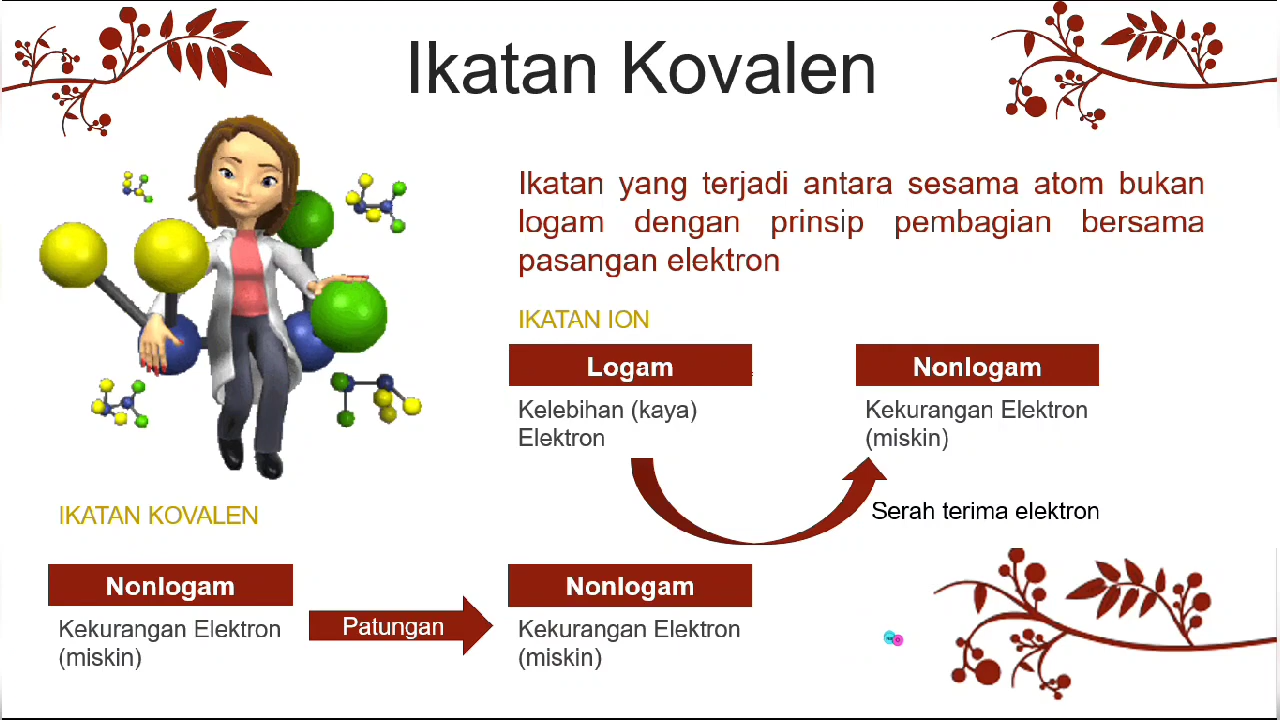 Ikatan Kovalen
Ikatan yang terjadi antara sesama atom bukan
logam dengan prinsip pembagian bersama
pasangan elektron
IKATAN ION
Logam
Nonlogam
Kelebihan (kaya)
Elektron
Kekurangan Elektron
(miskin)
Serah terima elektron
IKATAN KOVALEN
Nonlogam
Kekurangan Elektron
(miskin)
Patungan
Nonlogam
Kekurangan Elektron
(miskin)